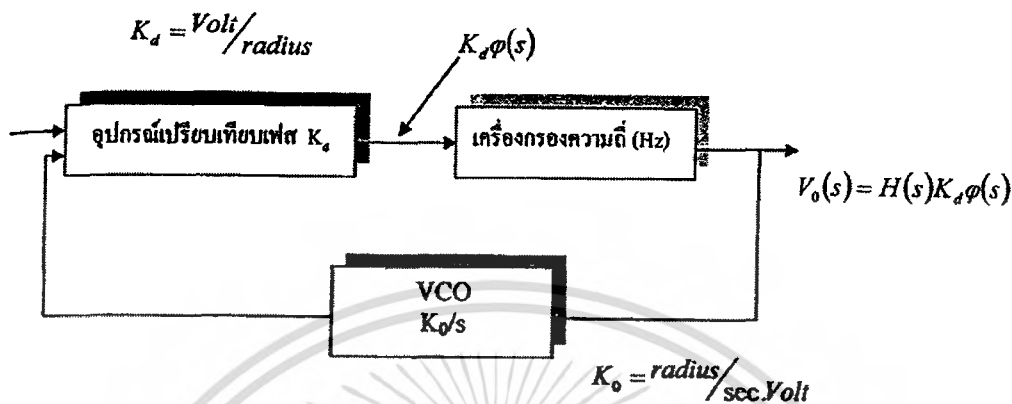 K_d = Volt/radius
K_dφ(s)
อุปกรณ์เปรียบเทียบเฟส K_d
เครื่องกรองความถี่ (Hz)
V_0(s) = H(s)K_dφ(s)
VCO
K_0/s
K_0 = radius/sec.Volt